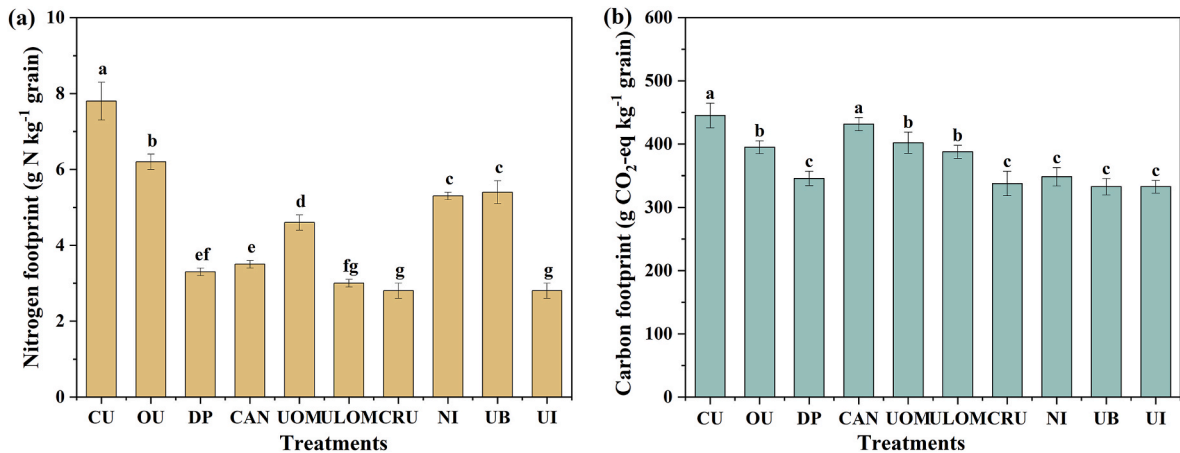 (a)
Nitrogen footprint (g N kg⁻¹ grain)
10
8
6
4
2
0
a
b
ef
e
d
fg
g
c
c
g
CU OU DP CAN UOM ULOM CRU NI UB UI
Treatments
(b)
Carbon footprint (g CO₂-eq kg⁻¹ grain)
600
500
400
300
200
100
0
a
b
c
a
b
b
c
c
c
c
CU OU DP CAN UOM ULOM CRU NI UB UI
Treatments